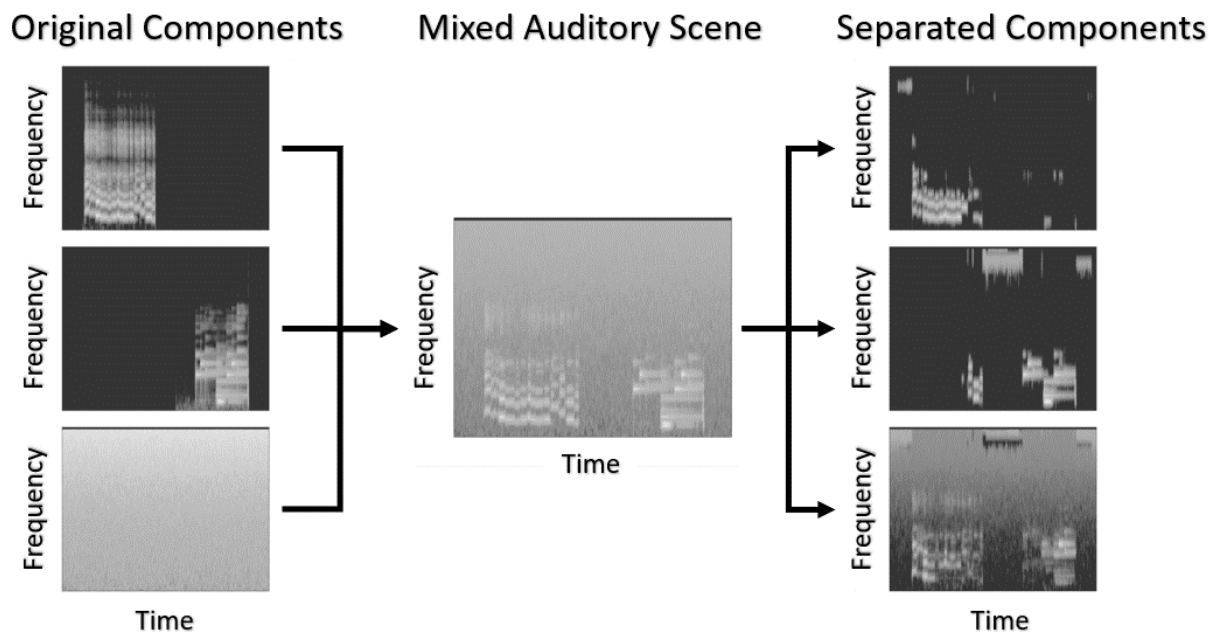 Original Components
Mixed Auditory Scene
Separated Components
Frequency
Frequency
Frequency
Time
Frequency
Time
Frequency
Frequency
Frequency
Time